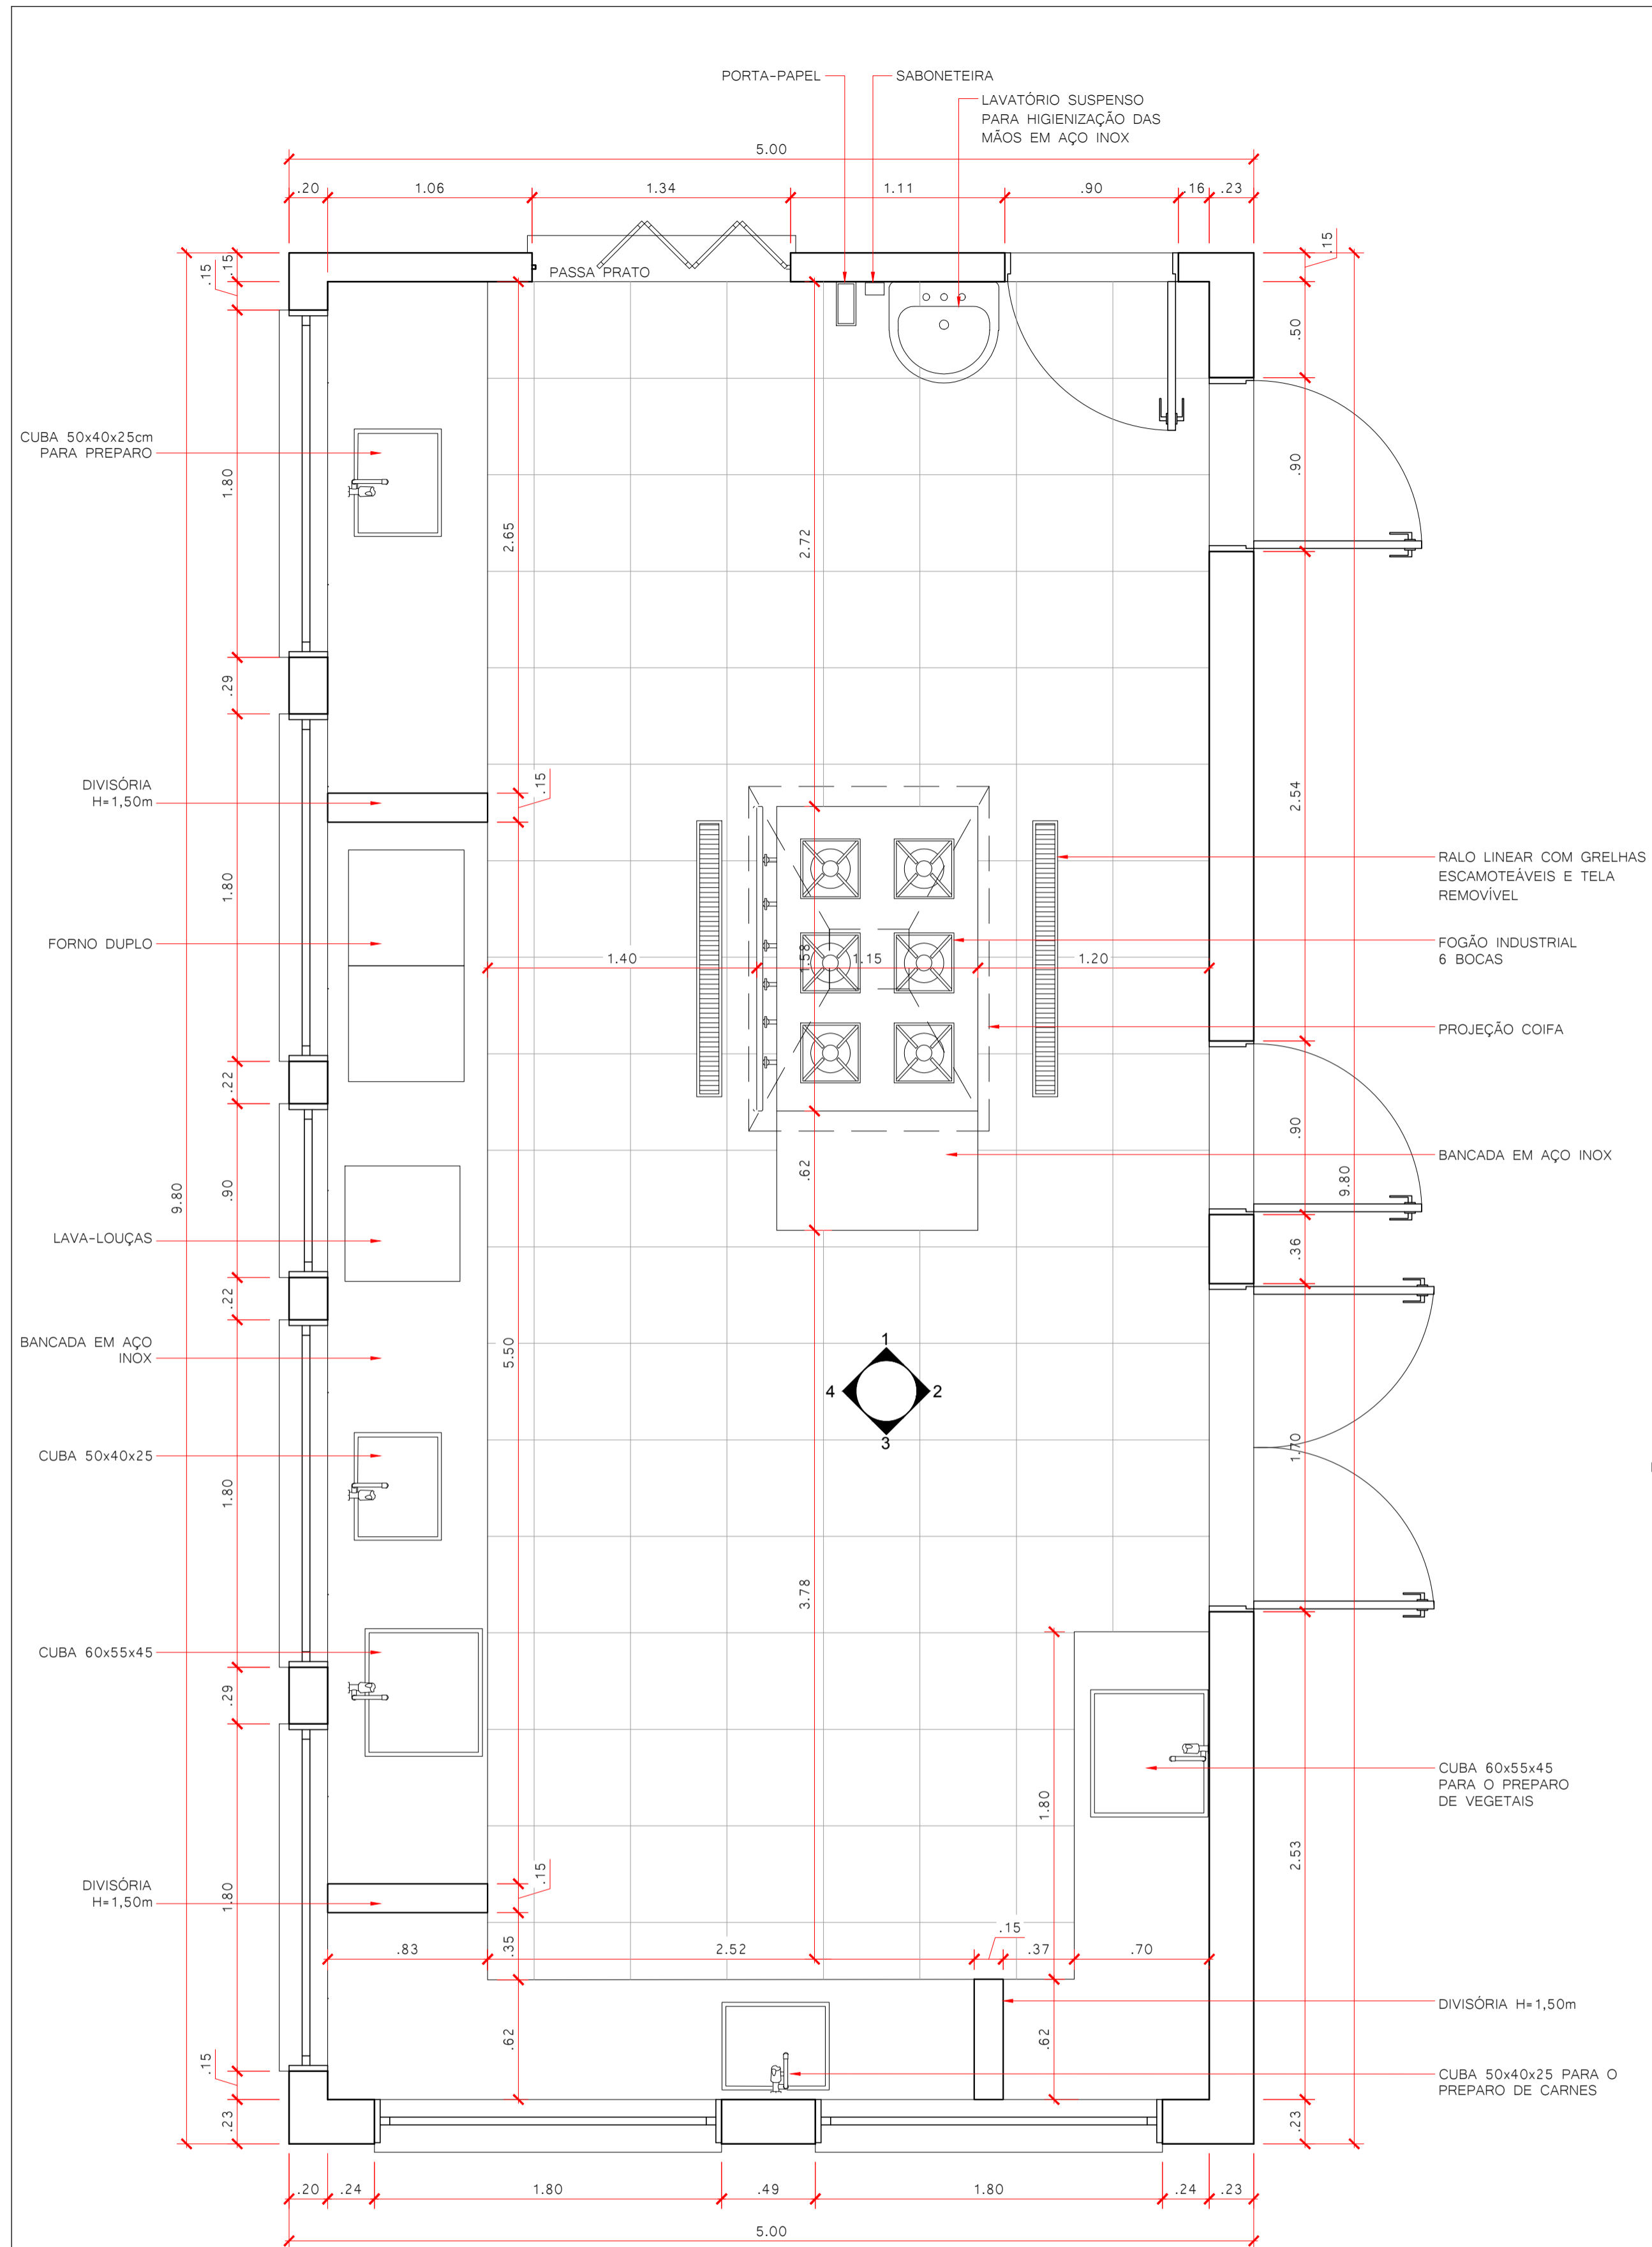 PORTA-PAPEL
SABONETEIRA
LAVATÓRIO SUSPENSO
PARA HIGIENIZAÇÃO DAS
MÃOS EM AÇO INOX
5.00
.20
1.06
1.34
1.11
.90
.16
.23
.15
.15
.15
PASSA PRATO
.50
CUBA 50x40x25cm
PARA PREPARO
1.80
.90
2.65
2.72
.29
DIVISÓRIA
H=1,50m
.15
2.54
1.80
RALO LINEAR COM GRELHAS
ESCAMOTEÁVEIS E TELA
REMOVÍVEL
FORNO DUPLO
FOGÃO INDUSTRIAL
6 BOCAS
1.40
1.58
1.15
1.20
PROJEÇÃO COIFA
.22
.90
.62
BANCADA EM AÇO INOX
9.80
.90
9.80
LAVA-LOUÇAS
.36
.22
BANCADA EM AÇO
INOX
5.50
1
4
2
3
CUBA 50x40x25
1.70
1.80
3.78
CUBA 60x55x45
.29
CUBA 60x55x45
PARA O PREPARO
DE VEGETAIS
1.80
2.53
DIVISÓRIA
H=1,50m
1.80
.15
.15
.83
.35
2.52
.37
.70
DIVISÓRIA H=1,50m
.62
.62
.15
CUBA 50x40x25 PARA O
PREPARO DE CARNES
.23
.23
.20
.24
1.80
.49
1.80
.24
.23
5.00